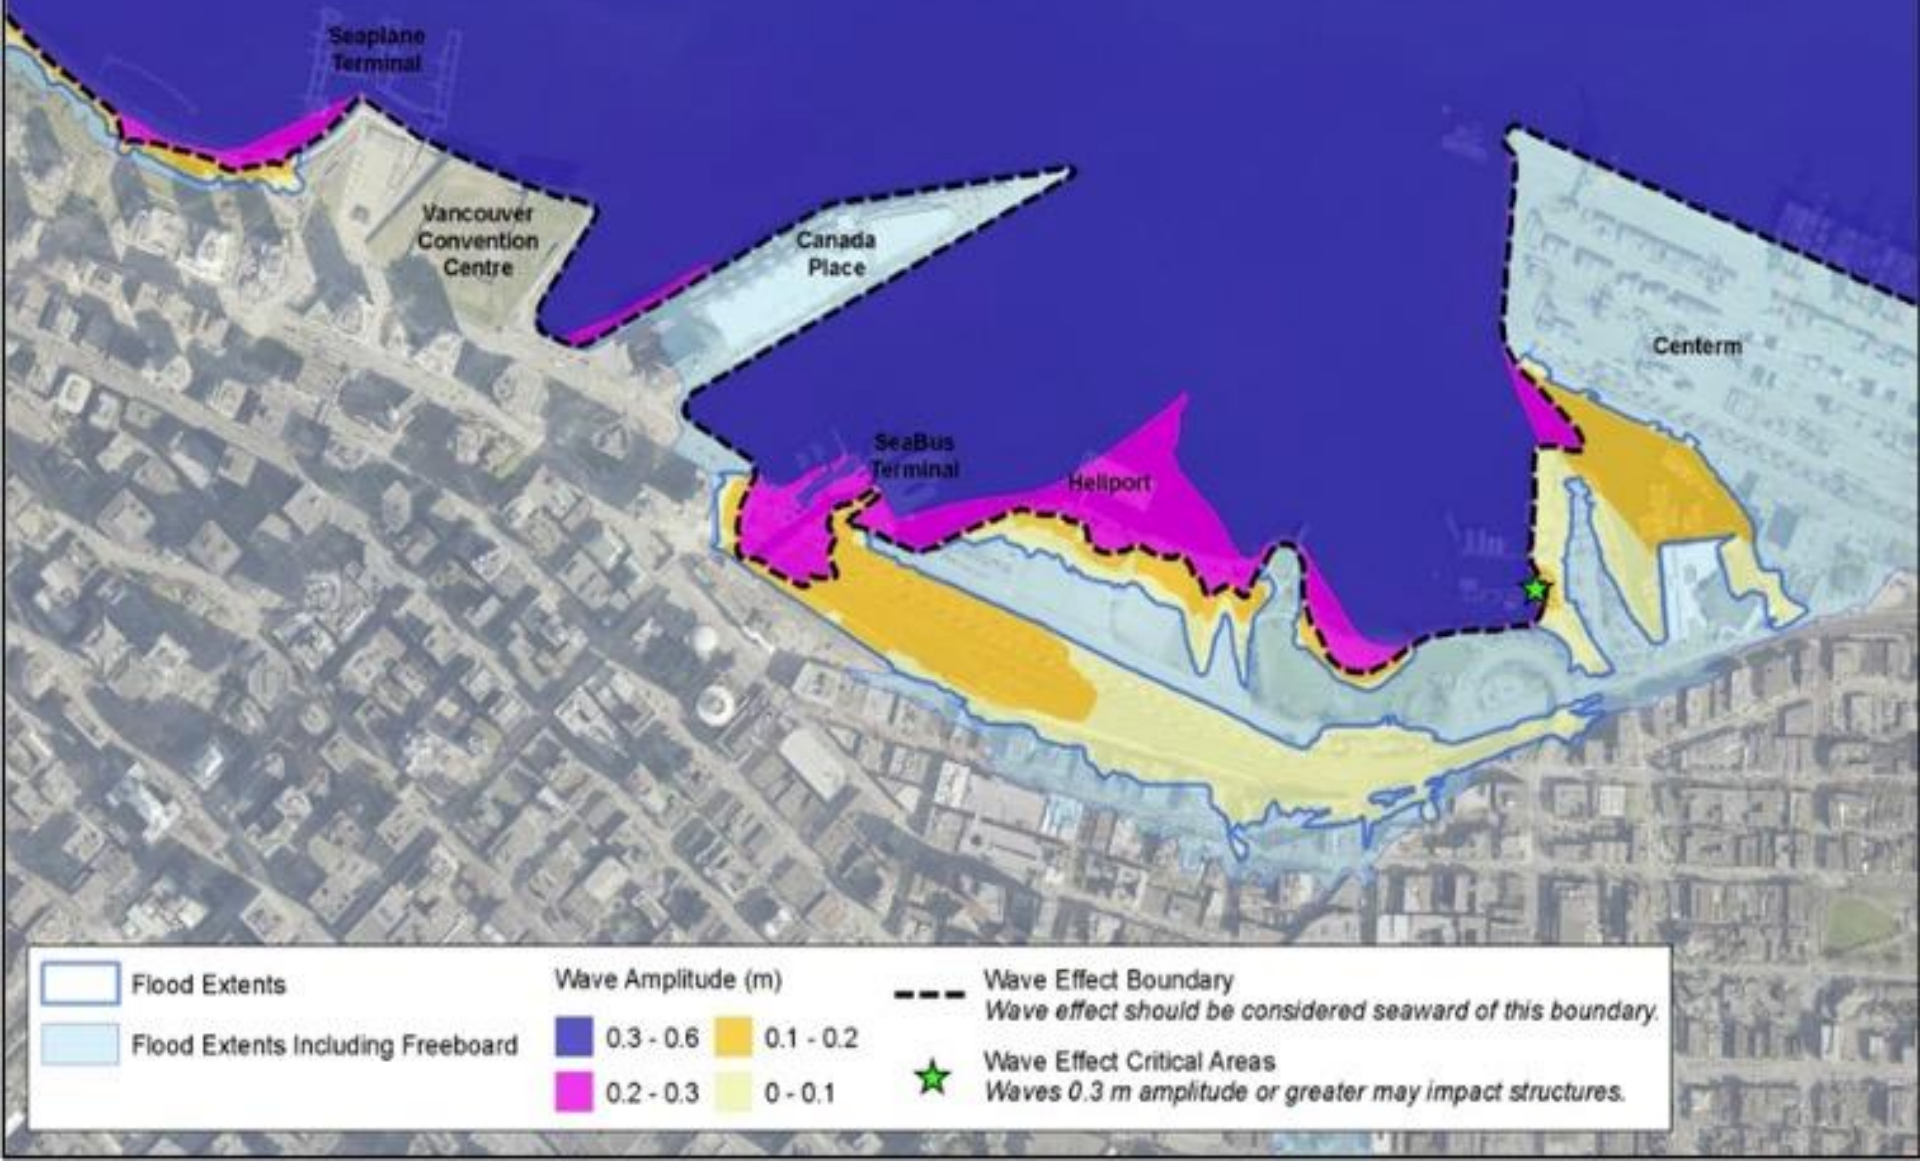 Seaplane
Terminal
Vancouver
Convention
Centre
Canada
Place
Centerm
SeaBus
Terminal
Heliport
Flood Extents
Flood Extents Including Freeboard
Wave Amplitude (m)
0.3 - 0.6
0.1 - 0.2
0.2 - 0.3
0 - 0.1
Wave Effect Boundary
Wave effect should be considered seaward of this boundary.
Wave Effect Critical Areas
Waves 0.3 m amplitude or greater may impact structures.